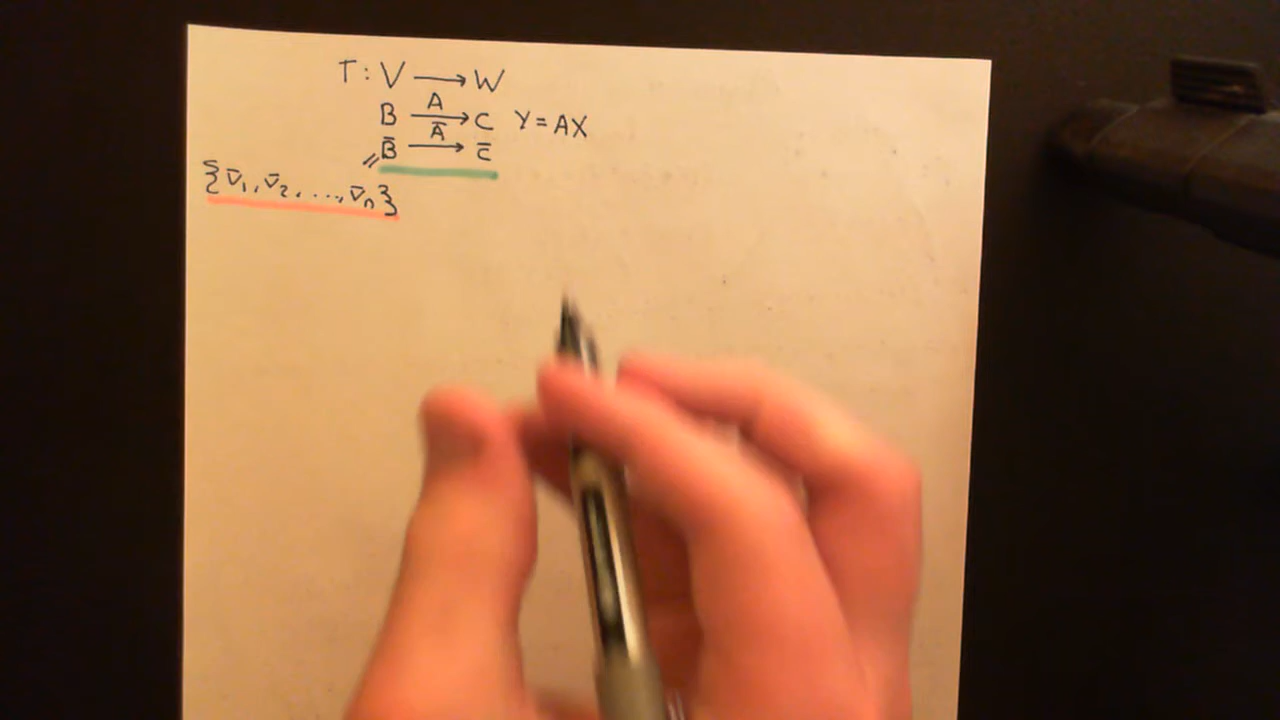 T: V → W
B —A→ C Y = AX
B̄ —Ā→ C̄
{v̄₁, v̄₂, ..., v̄ₙ}